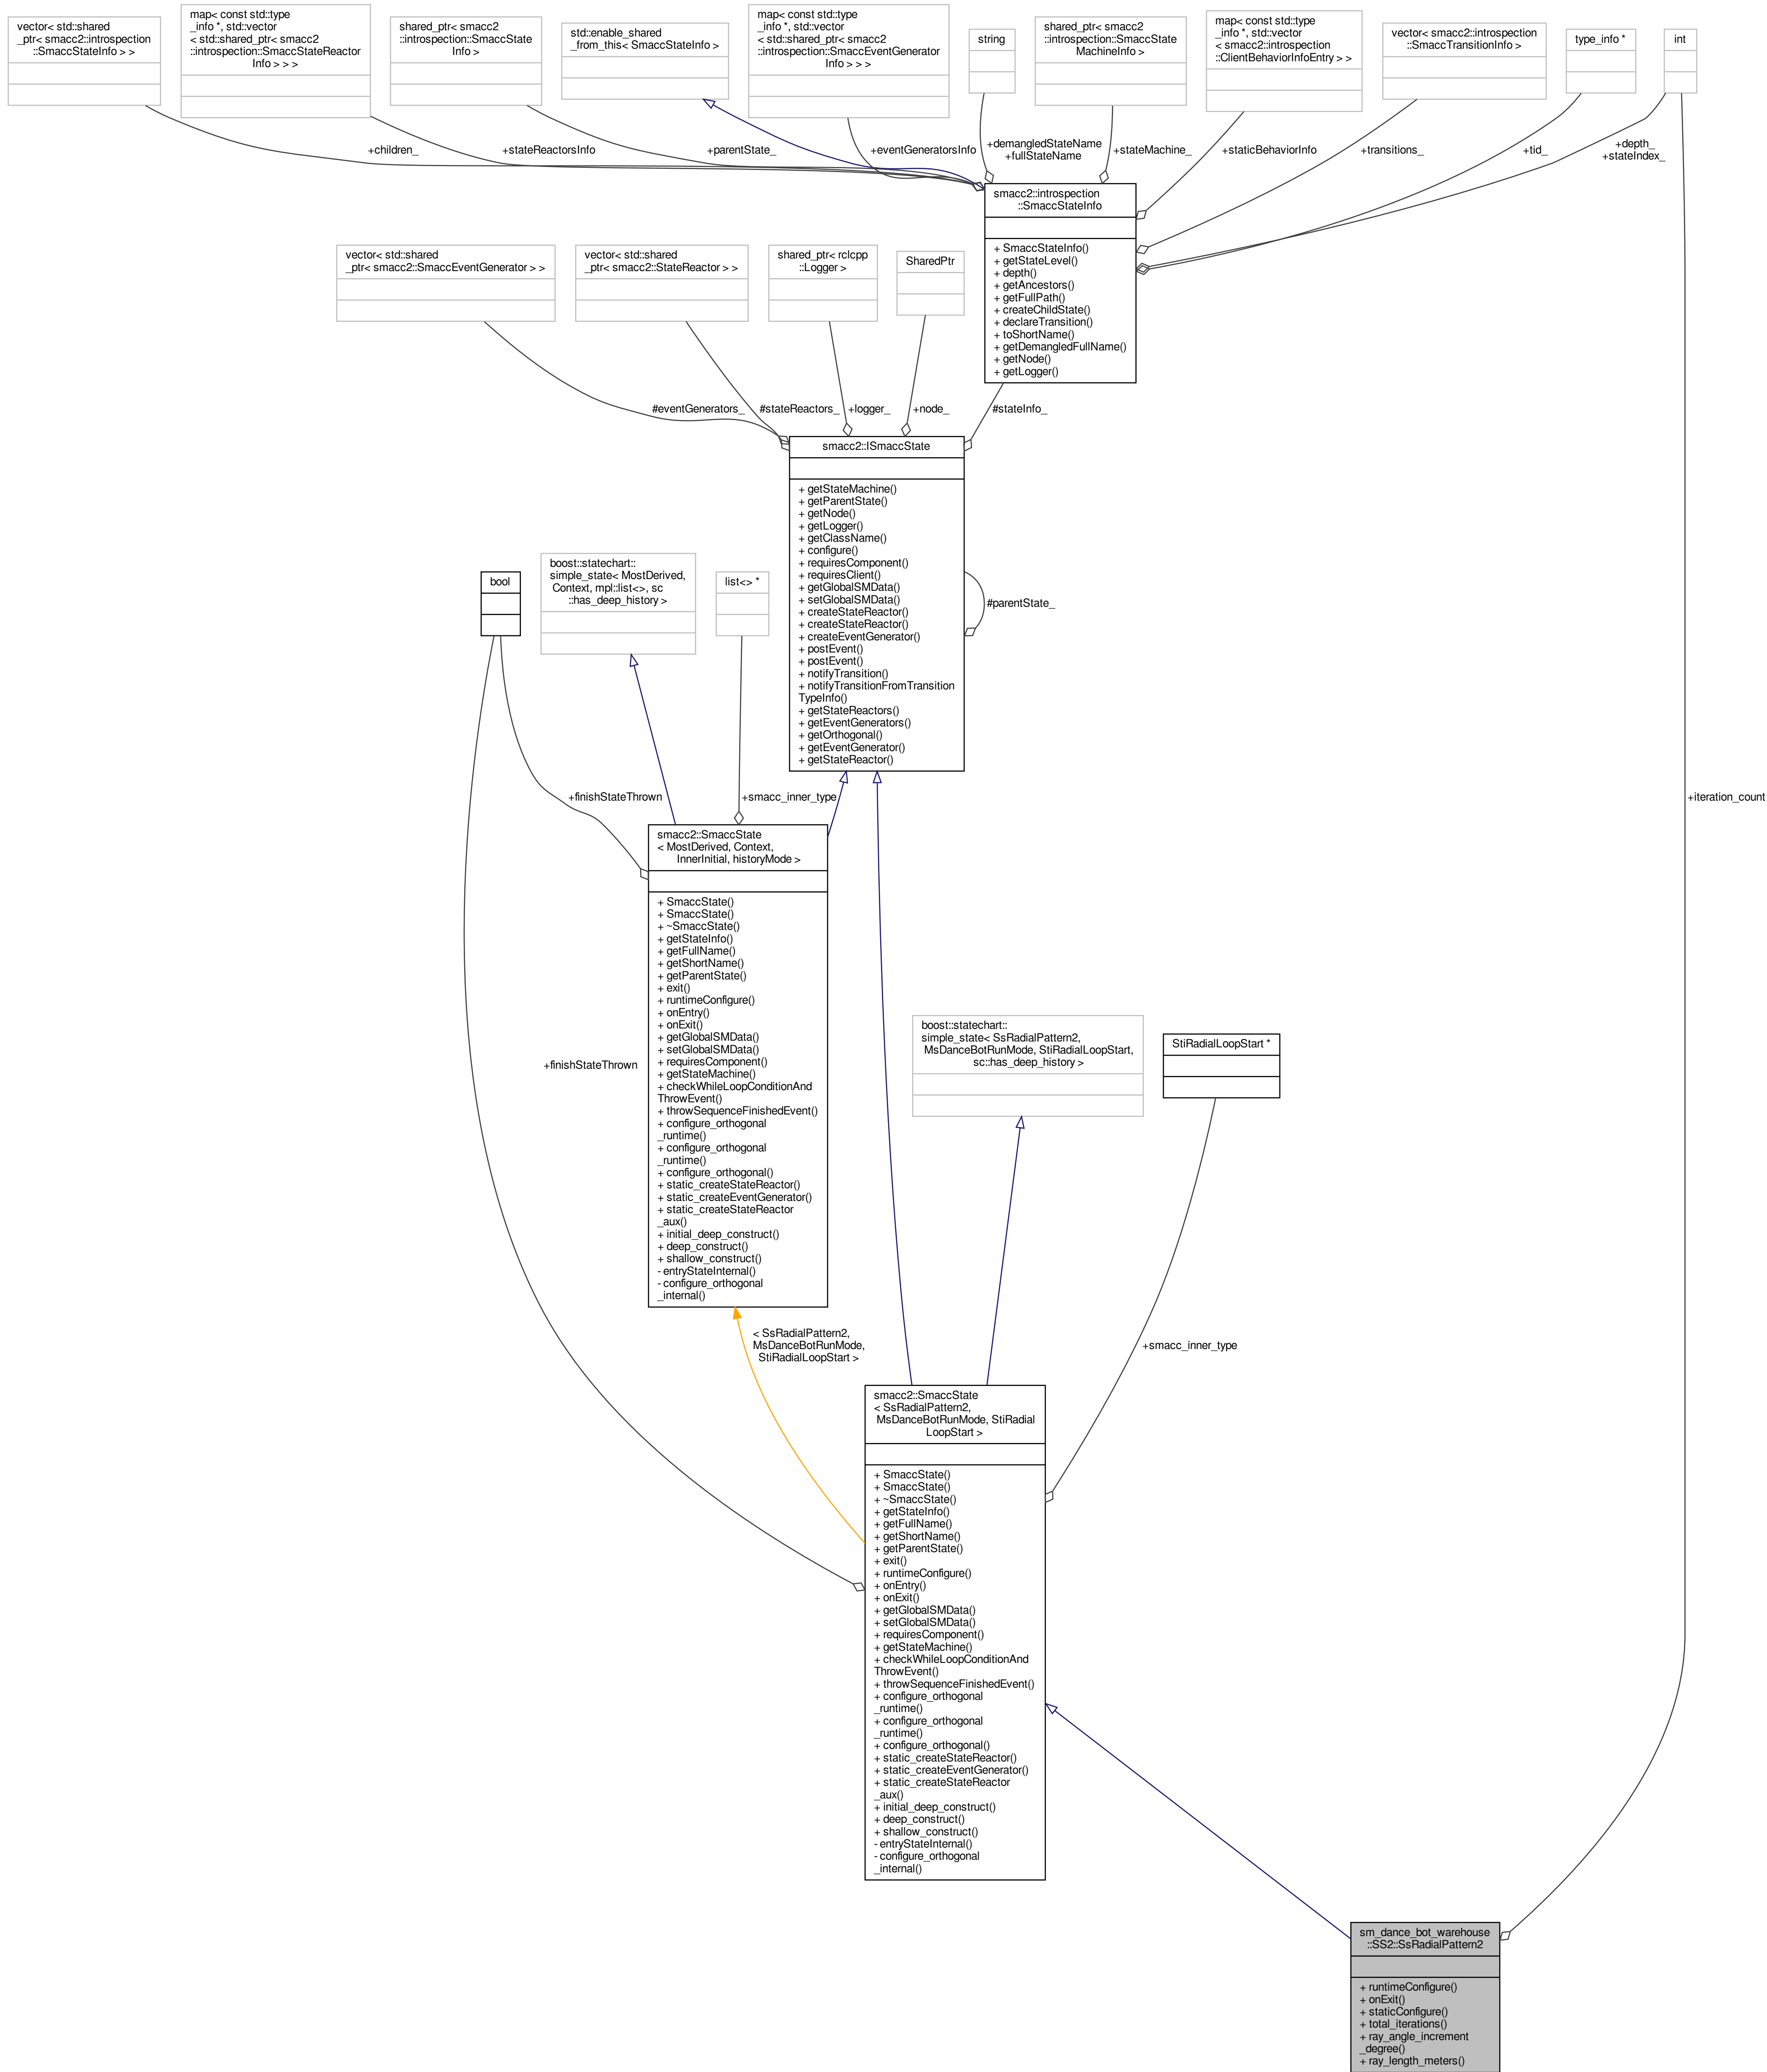 vector< std::shared
_ptr< smacc2::introspection
::SmaccStateInfo > >
map< const std::type
_info *, std::vector
< std::shared_ptr< smacc2
::introspection::SmaccStateReactor
Info > > >
shared_ptr< smacc2
::introspection::SmaccState
Info >
std::enable_shared
_from_this< SmaccStateInfo >
map< const std::type
_info *, std::vector
< std::shared_ptr< smacc2
::introspection::SmaccEventGenerator
Info > > >
string
shared_ptr< smacc2
::introspection::SmaccState
MachineInfo >
map< const std::type
_info *, std::vector
< smacc2::introspection
::ClientBehaviorInfoEntry > >
vector< smacc2::introspection
::SmaccTransitionInfo >
type_info *
int
+children_
+stateReactorsInfo
+parentState_
+eventGeneratorsInfo
+demangledStateName
+fullStateName
+stateMachine_
+staticBehaviorInfo
+transitions_
+tid_
+depth_
+stateIndex_
smacc2::introspection
::SmaccStateInfo
+ SmaccStateInfo()
+ getStateLevel()
+ depth()
+ getAncestors()
+ getFullPath()
+ createChildState()
+ declareTransition()
+ toShortName()
+ getDemangledFullName()
+ getNode()
+ getLogger()
vector< std::shared
_ptr< smacc2::SmaccEventGenerator > >
vector< std::shared
_ptr< smacc2::StateReactor > >
shared_ptr< rclcpp
::Logger >
SharedPtr
#eventGenerators_
#stateReactors_
+logger_
+node_
#stateInfo_
smacc2::ISmaccState
+ getStateMachine()
+ getParentState()
+ getNode()
+ getLogger()
+ getClassName()
+ configure()
+ requiresComponent()
+ requiresClient()
+ getGlobalSMData()
+ setGlobalSMData()
+ createStateReactor()
+ createStateReactor()
+ createEventGenerator()
+ postEvent()
+ postEvent()
+ notifyTransition()
+ notifyTransitionFromTransition
TypeInfo()
+ getStateReactors()
+ getEventGenerators()
+ getOrthogonal()
+ getEventGenerator()
+ getStateReactor()
#parentState_
bool
boost::statechart::
simple_state< MostDerived,
Context, mpl::list<>, sc
::has_deep_history >
list<> *
+finishStateThrown
+smacc_inner_type
+iteration_count
smacc2::SmaccState
< MostDerived, Context,
InnerInitial, historyMode >
+ SmaccState()
+ SmaccState()
+ ~SmaccState()
+ getStateInfo()
+ getFullName()
+ getShortName()
+ getParentState()
+ exit()
+ runtimeConfigure()
+ onEntry()
+ onExit()
+ getGlobalSMData()
+ setGlobalSMData()
+ requiresComponent()
+ getStateMachine()
+ checkWhileLoopConditionAnd
ThrowEvent()
+ throwSequenceFinishedEvent()
+ configure_orthogonal
_runtime()
+ configure_orthogonal
_runtime()
+ configure_orthogonal()
+ static_createStateReactor()
+ static_createEventGenerator()
+ static_createStateReactor
_aux()
+ initial_deep_construct()
+ deep_construct()
+ shallow_construct()
- entryStateInternal()
- configure_orthogonal
_internal()
+finishStateThrown
boost::statechart::
simple_state< SsRadialPattern2,
MsDanceBotRunMode, StiRadialLoopStart,
sc::has_deep_history >
StiRadialLoopStart *
< SsRadialPattern2,
MsDanceBotRunMode,
StiRadialLoopStart >
+smacc_inner_type
smacc2::SmaccState
< SsRadialPattern2,
MsDanceBotRunMode, StiRadial
LoopStart >
+ SmaccState()
+ SmaccState()
+ ~SmaccState()
+ getStateInfo()
+ getFullName()
+ getShortName()
+ getParentState()
+ exit()
+ runtimeConfigure()
+ onEntry()
+ onExit()
+ getGlobalSMData()
+ setGlobalSMData()
+ requiresComponent()
+ getStateMachine()
+ checkWhileLoopConditionAnd
ThrowEvent()
+ throwSequenceFinishedEvent()
+ configure_orthogonal
_runtime()
+ configure_orthogonal
_runtime()
+ configure_orthogonal()
+ static_createStateReactor()
+ static_createEventGenerator()
+ static_createStateReactor
_aux()
+ initial_deep_construct()
+ deep_construct()
+ shallow_construct()
- entryStateInternal()
- configure_orthogonal
_internal()
sm_dance_bot_warehouse
::SS2::SsRadialPattern2
+ runtimeConfigure()
+ onExit()
+ staticConfigure()
+ total_iterations()
+ ray_angle_increment
_degree()
+ ray_length_meters()